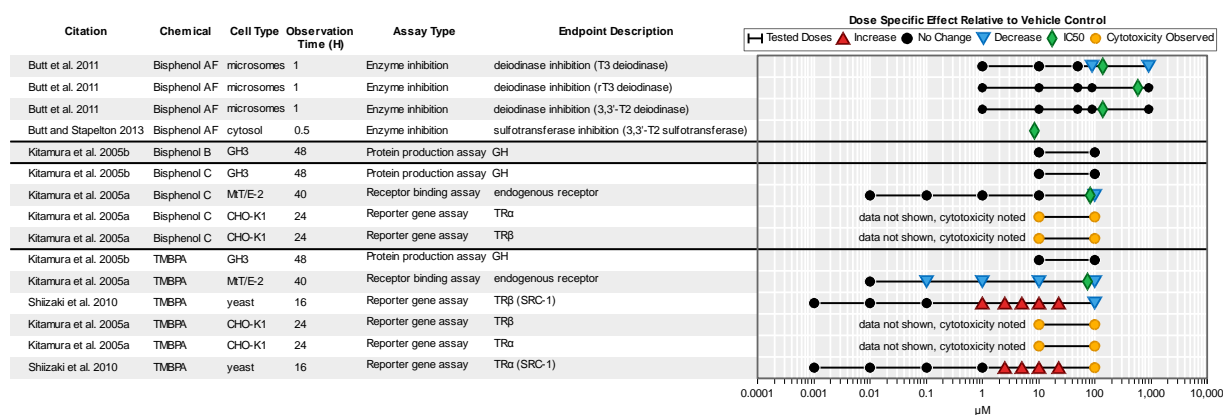 Dose Specific Effect Relative to Vehicle Control
Citation Chemical Cell Type Observation Time (H) Assay Type Endpoint Description
Tested Doses Increase No Change Decrease IC50 Cytotoxicity Observed
Butt et al. 2011 Bisphenol AF microsomes 1 Enzyme inhibition deiodinase inhibition (T3 deiodinase)
Butt et al. 2011 Bisphenol AF microsomes 1 Enzyme inhibition deiodinase inhibition (rT3 deiodinase)
Butt et al. 2011 Bisphenol AF microsomes 1 Enzyme inhibition deiodinase inhibition (3,3'-T2 deiodinase)
Butt and Stapelton 2013 Bisphenol AF cytosol 0.5 Enzyme inhibition sulfotransferase inhibition (3,3'-T2 sulfotransferase)
Kitamura et al. 2005b Bisphenol B GH3 48 Protein production assay GH
Kitamura et al. 2005b Bisphenol C GH3 48 Protein production assay GH
Kitamura et al. 2005a Bisphenol C MtT/E-2 40 Receptor binding assay endogenous receptor
Kitamura et al. 2005a Bisphenol C CHO-K1 24 Reporter gene assay TRα data not shown, cytotoxicity noted
Kitamura et al. 2005a Bisphenol C CHO-K1 24 Reporter gene assay TRβ data not shown, cytotoxicity noted
Kitamura et al. 2005b TMBPA GH3 48 Protein production assay GH
Kitamura et al. 2005a TMBPA MtT/E-2 40 Receptor binding assay endogenous receptor
Shiizaki et al. 2010 TMBPA yeast 16 Reporter gene assay TRβ (SRC-1)
Kitamura et al. 2005a TMBPA CHO-K1 24 Reporter gene assay TRβ data not shown, cytotoxicity noted
Kitamura et al. 2005a TMBPA CHO-K1 24 Reporter gene assay TRα data not shown, cytotoxicity noted
Shiizaki et al. 2010 TMBPA yeast 16 Reporter gene assay TRα (SRC-1)
0.0001 0.001 0.01 0.1 1 10 100 1,000 10,000
μM